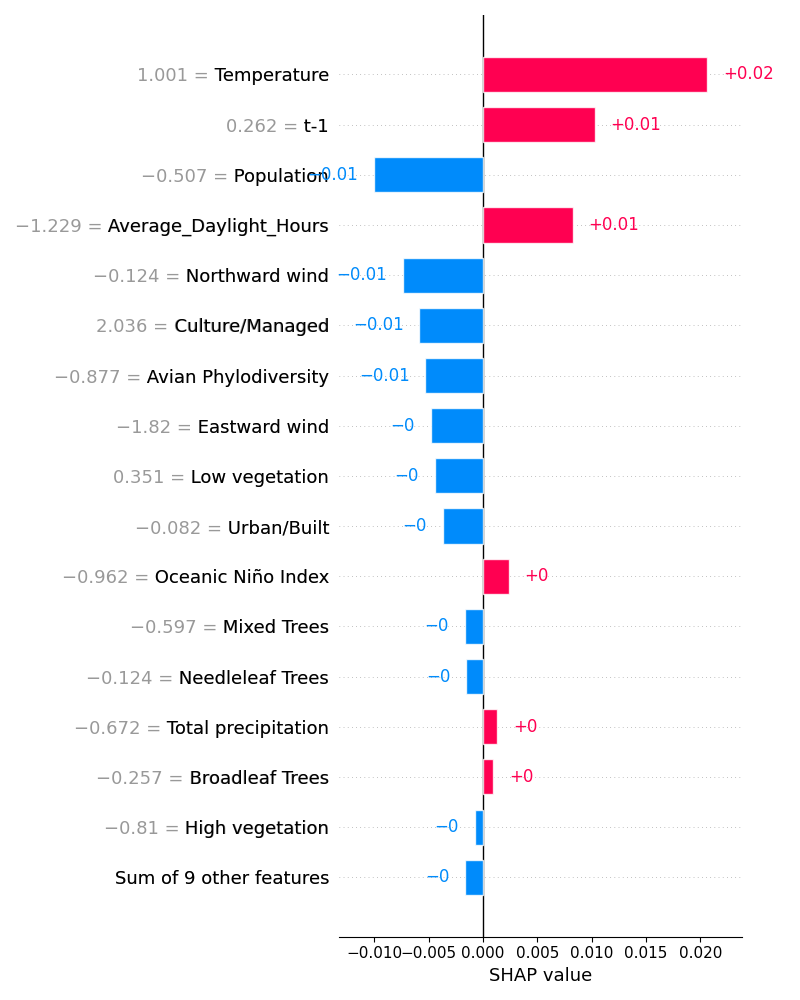 1.001 = Temperature +0.02
0.262 = t-1 +0.01
−0.507 = Population −0.01
−1.229 = Average_Daylight_Hours +0.01
−0.124 = Northward wind −0.01
2.036 = Culture/Managed −0.01
−0.877 = Avian Phylodiversity −0.01
−1.82 = Eastward wind −0
0.351 = Low vegetation −0
−0.082 = Urban/Built −0
−0.962 = Oceanic Niño Index +0
−0.597 = Mixed Trees −0
−0.124 = Needleleaf Trees −0
−0.672 = Total precipitation +0
−0.257 = Broadleaf Trees +0
−0.81 = High vegetation −0
Sum of 9 other features −0
−0.010 −0.005 0.000 0.005 0.010 0.015 0.020
SHAP value